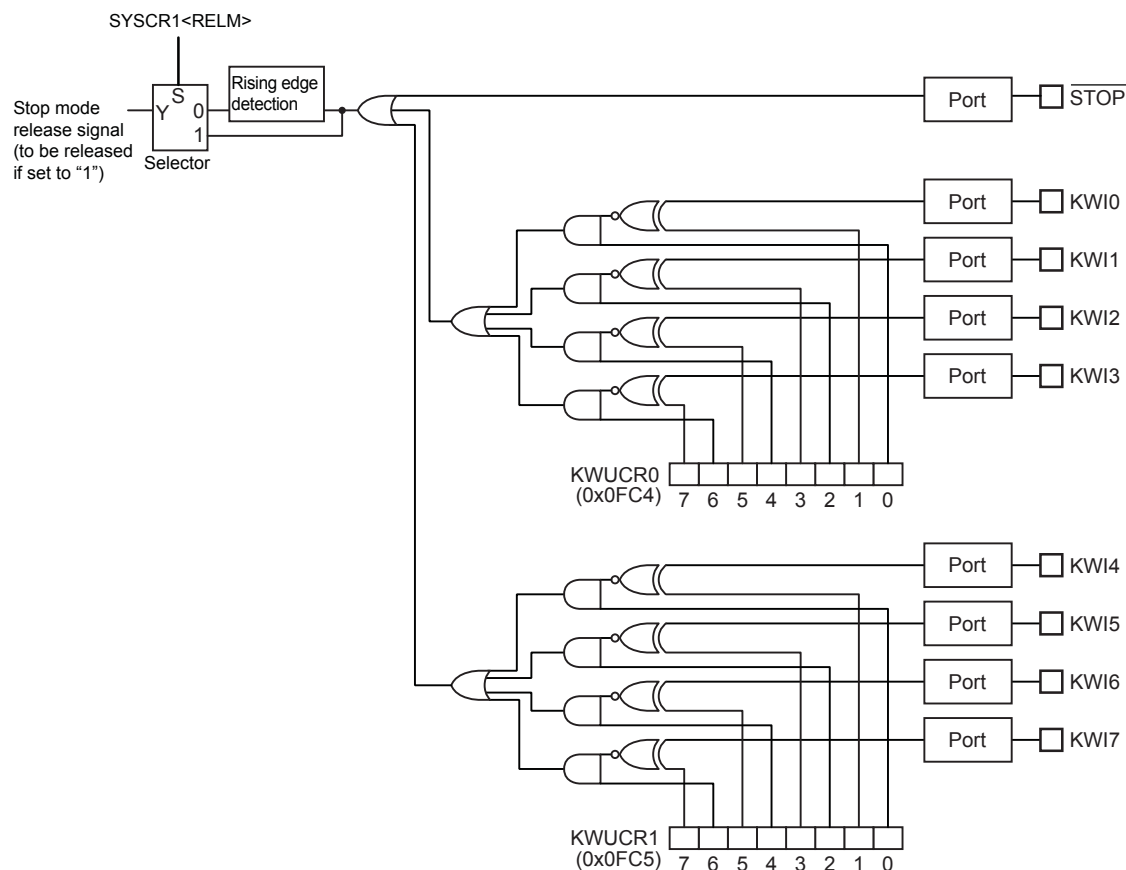 SYSCR1<RELM>
Stop mode
release signal
(to be released
if set to “1”)
S
Y
0
1
Selector
Rising edge
detection
Port
STOP
Port
KWI0
Port
KWI1
Port
KWI2
Port
KWI3
KWUCR0
(0x0FC4)
7 6 5 4 3 2 1 0
Port
KWI4
Port
KWI5
Port
KWI6
Port
KWI7
KWUCR1
(0x0FC5)
7 6 5 4 3 2 1 0